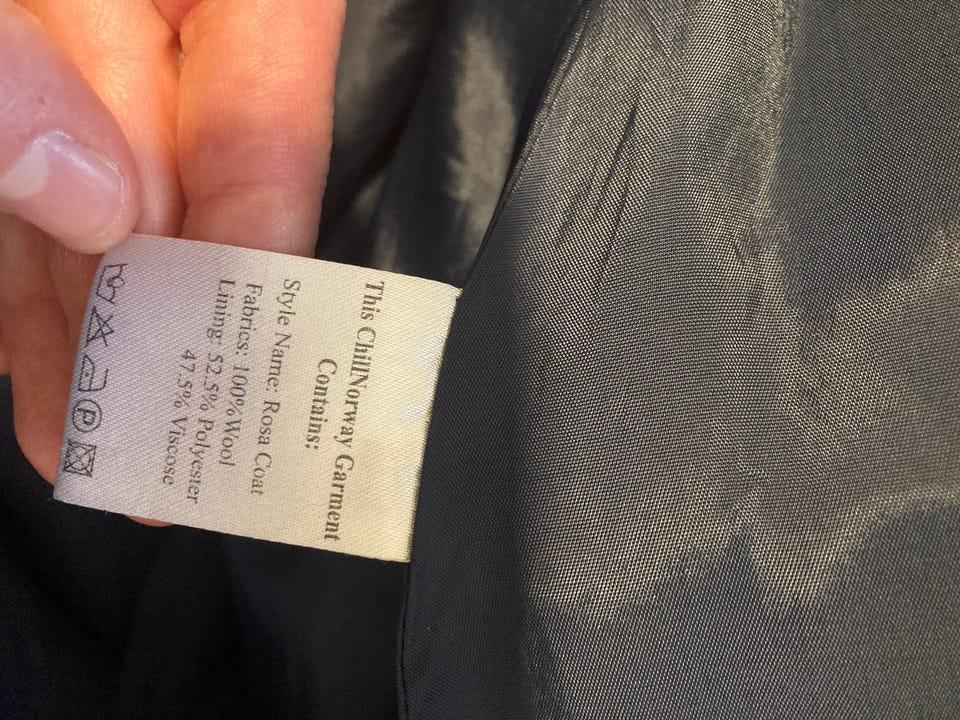 This ChillNorway Garment
Contains:
Style Name: Rosa Coat
Fabrics: 100%Wool
Lining: 52.5% Polyester
47.5% Viscose
P